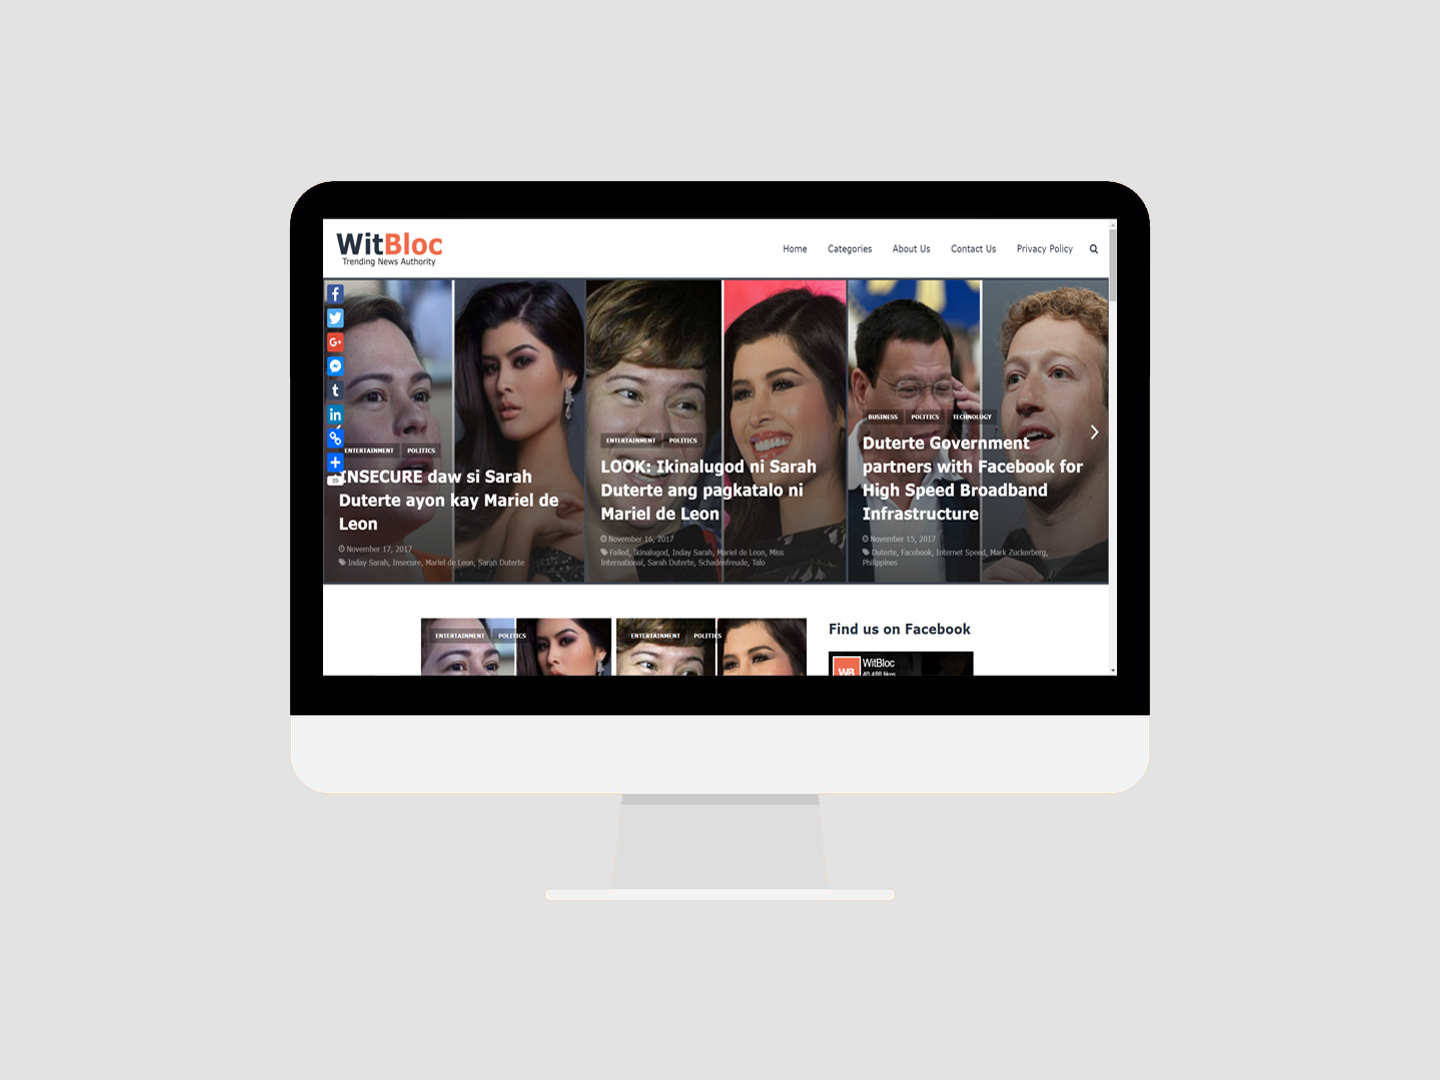 WitBloc
Trending News Authority
Home Categories About Us Contact Us Privacy Policy
ENTERTAINMENT POLITICS
INSECURE daw si Sarah
Duterte ayon kay Mariel de
Leon
November 17, 2017
Inday Sarah, Insecure, Mariel de Leon, Sarah Duterte
ENTERTAINMENT POLITICS
LOOK: Ikinalugod ni Sarah
Duterte ang pagkatalo ni
Mariel de Leon
November 16, 2017
Failed, Ikinalugod, Inday Sarah, Mariel de Leon, Miss
International, Sarah Duterte, Schadenfreude, Talo
BUSINESS POLITICS TECHNOLOGY
Duterte Government
partners with Facebook for
High Speed Broadband
Infrastructure
November 15, 2017
Duterte, Facebook, Internet Speed, Mark Zuckerberg,
Philippines
ENTERTAINMENT POLITICS
ENTERTAINMENT POLITICS
Find us on Facebook
WB
WitBloc
likes